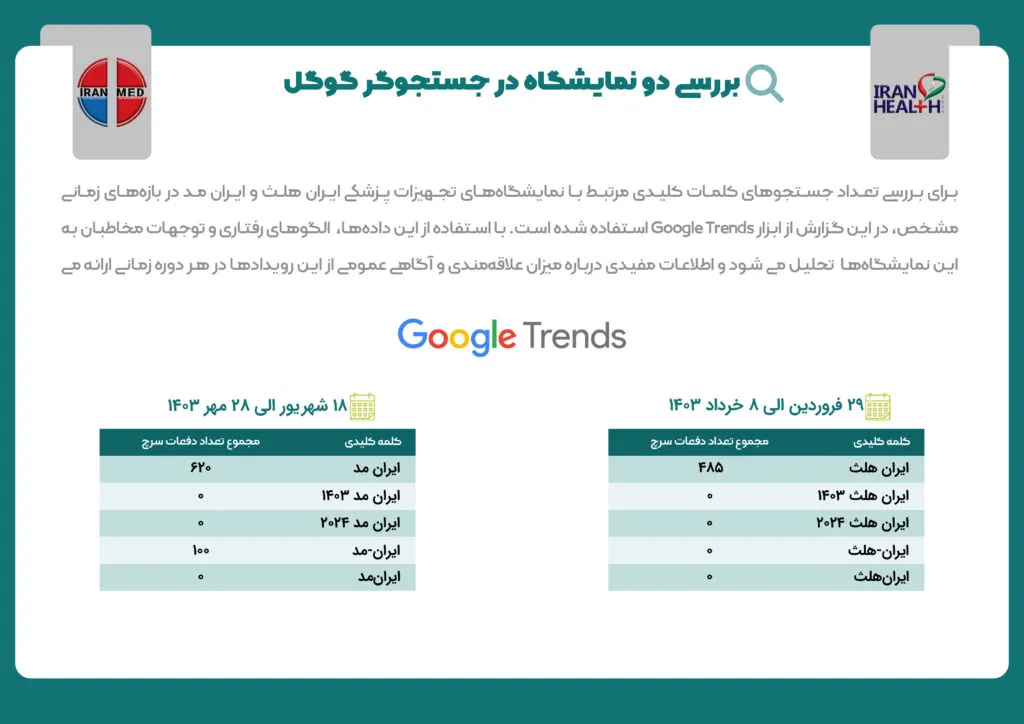 IRAN MED
بررسی دو نمایشگاه در جستجوگر گوگل
IRAN
HEALTH
برای بررسی تعداد جستجوهای کلمات کلیدی مرتبط با نمایشگاه‌های تجهیزات پزشکی ایران هلث و ایران مد در بازه‌های زمانی
مشخص، در این گزارش از ابزار Google Trends استفاده شده است. با استفاده از این داده‌ها، الگوهای رفتاری و توجهات مخاطبان به
این نمایشگاه‌ها تحلیل می شود و اطلاعات مفیدی درباره میزان علاقه‌مندی و آگاهی عمومی از این رویدادها در هر دوره زمانی ارائه می
Google Trends
۲۹ فروردین الی ۸ خرداد ۱۴۰۳
کلمه کلیدی مجموع تعداد دفعات سرچ
ایران هلث ۴۸۵
ایران هلث ۱۴۰۳ ۰
ایران هلث ۲۰۲۴ ۰
ایران-هلث ۰
ایران‌هلث ۰
۱۸ شهریور الی ۲۸ مهر ۱۴۰۳
کلمه کلیدی مجموع تعداد دفعات سرچ
ایران مد ۶۲۰
ایران مد ۱۴۰۳ ۰
ایران مد ۲۰۲۴ ۰
ایران-مد ۱۰۰
ایران‌مد ۰